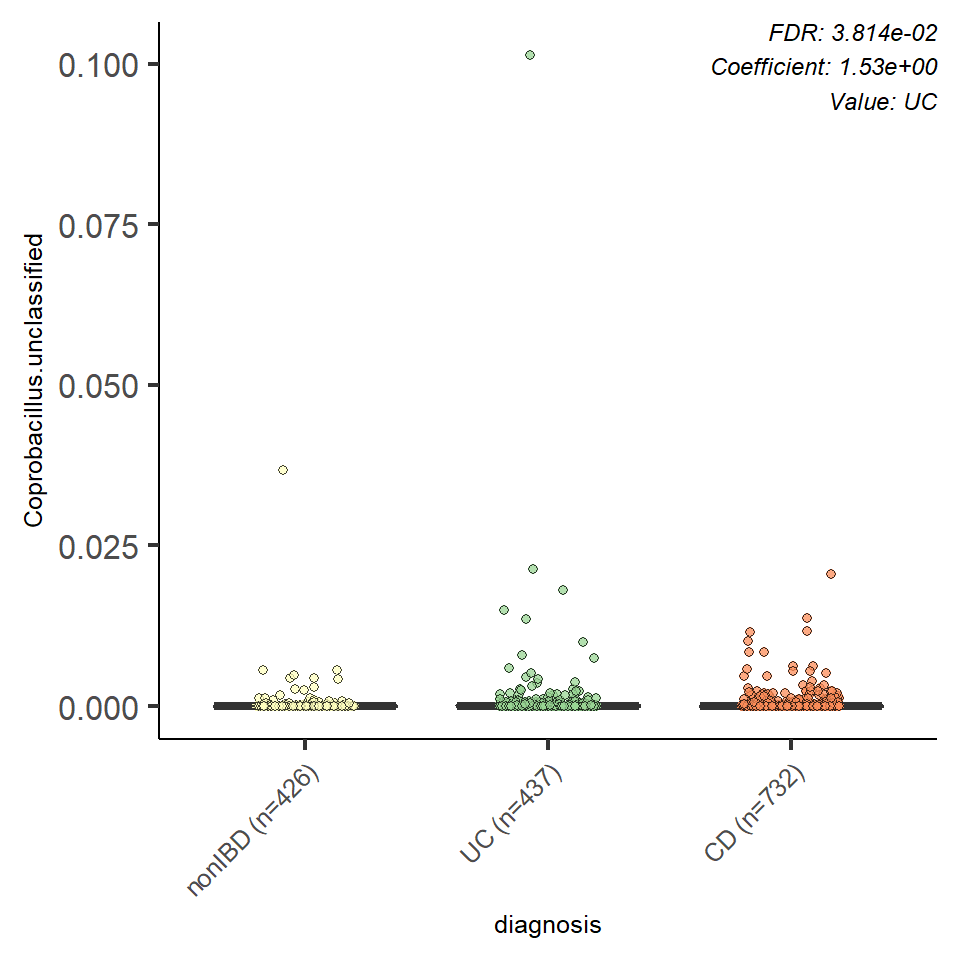 FDR: 3.814e-02
Coefficient: 1.53e+00
Value: UC
0.100
0.075
0.050
0.025
0.000
Coprobacillus.unclassified
nonIBD (n=426)
UC (n=437)
CD (n=732)
diagnosis